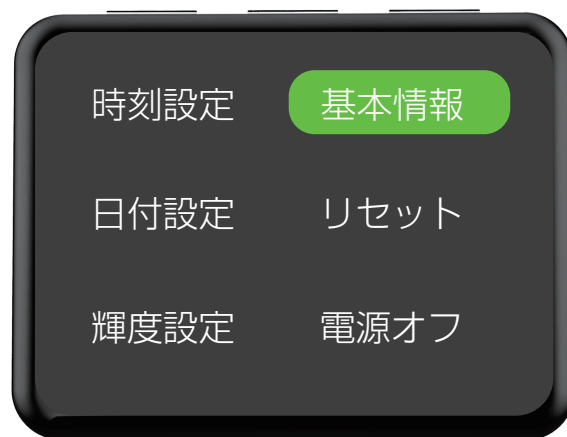 時刻設定 基本情報
日付設定 リセット
輝度設定 電源オフ